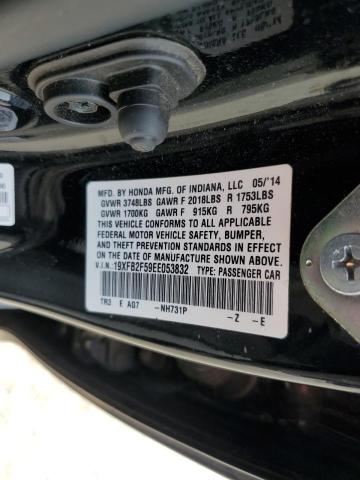 MFD. BY HONDA MFG. OF INDIANA, LLC 05/'14
GVWR 3748LBS GAWR F 2018LBS R 1753LBS
GVWR 1700KG GAWR F 915KG R 795KG
THIS VEHICLE CONFORMS TO ALL APPLICABLE
FEDERAL MOTOR VEHICLE SAFETY, BUMPER,
AND THEFT PREVENTION STANDARDS IN EFFECT
ON THE DATE OF MANUFACTURE SHOWN ABOVE.
V.I.N.: 19XFB2F59EE053832 TYPE: PASSENGER CAR
TR3 E AG7 -NH731P -Z -E